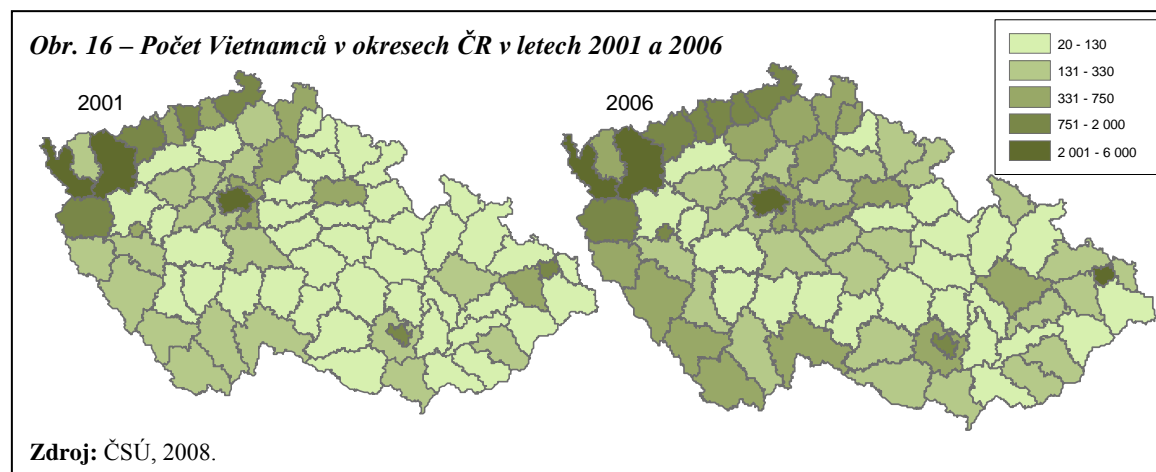 Obr. 16 – Počet Vietnamců v okresech ČR v letech 2001 a 2006
20 - 130
131 - 330
331 - 750
751 - 2 000
2 001 - 6 000
2001
2006
Zdroj: ČSÚ, 2008.